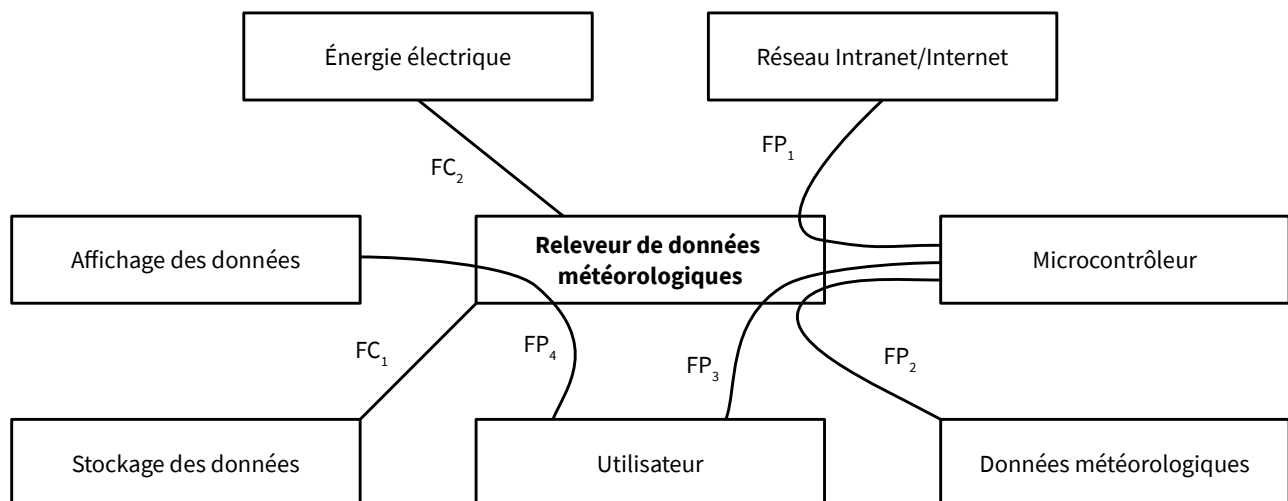 Énergie électrique
Réseau Intranet/Internet
FC₂
FP₁
Affichage des données
Releveur de données
météorologiques
Microcontrôleur
FC₁
FP₄
FP₃
FP₂
Stockage des données
Utilisateur
Données météorologiques